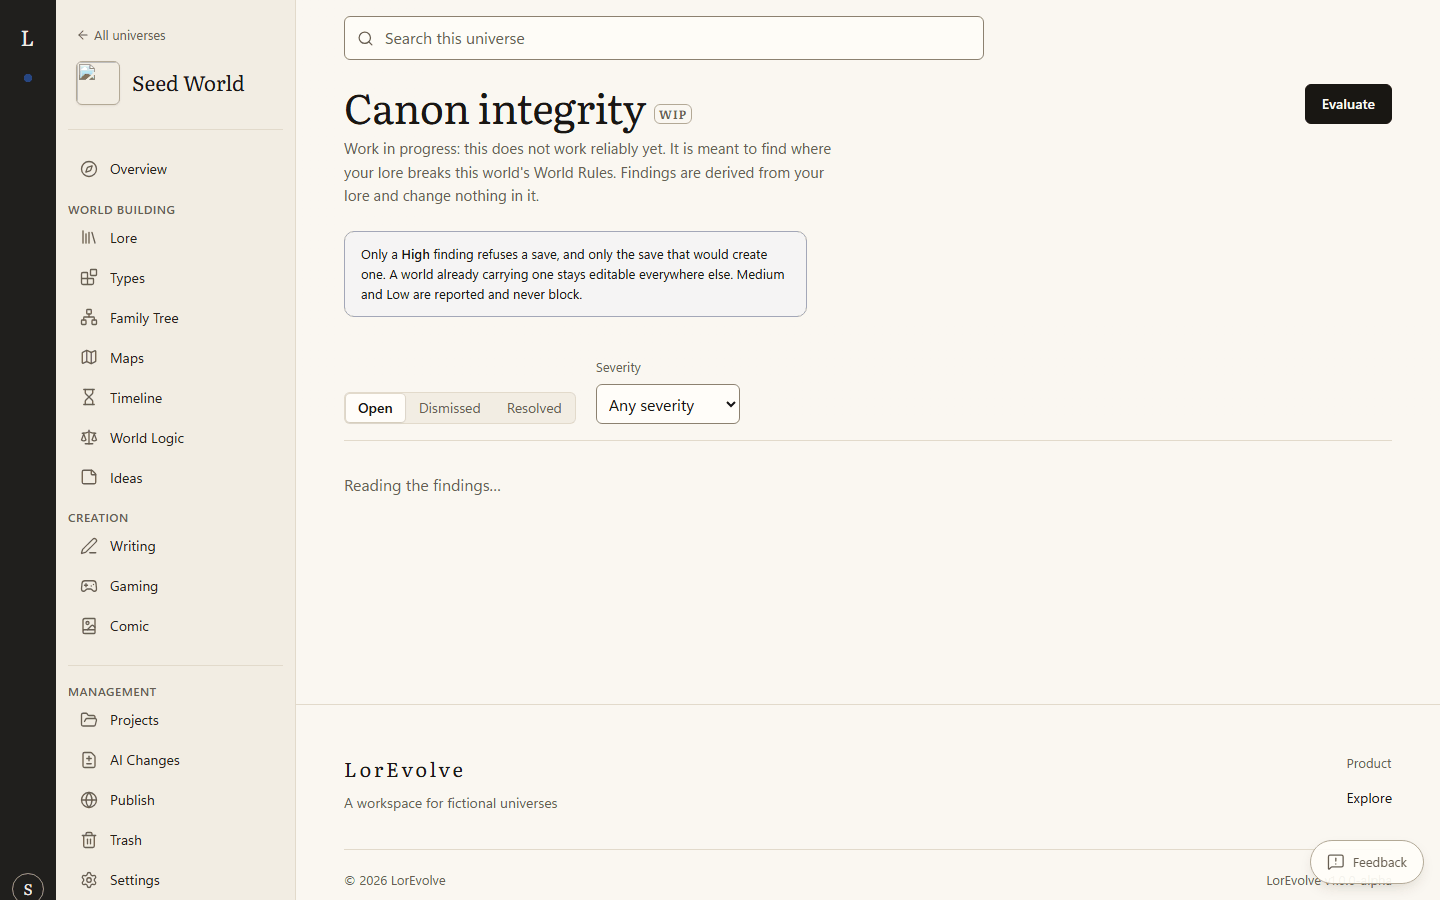 L
← All universes
Seed World
Overview
WORLD BUILDING
Lore
Types
Family Tree
Maps
Timeline
World Logic
Ideas
CREATION
Writing
Gaming
Comic
MANAGEMENT
Projects
AI Changes
Publish
Trash
Settings
S
Search this universe
Canon integrity WIP
Evaluate
Work in progress: this does not work reliably yet. It is meant to find where
your lore breaks this world's World Rules. Findings are derived from your
lore and change nothing in it.
Only a High finding refuses a save, and only the save that would create
one. A world already carrying one stays editable everywhere else. Medium
and Low are reported and never block.
Severity
Open Dismissed Resolved Any severity
Reading the findings...
LorEvolve
A workspace for fictional universes
Product
Explore
Feedback
© 2026 LorEvolve
LorEvolve